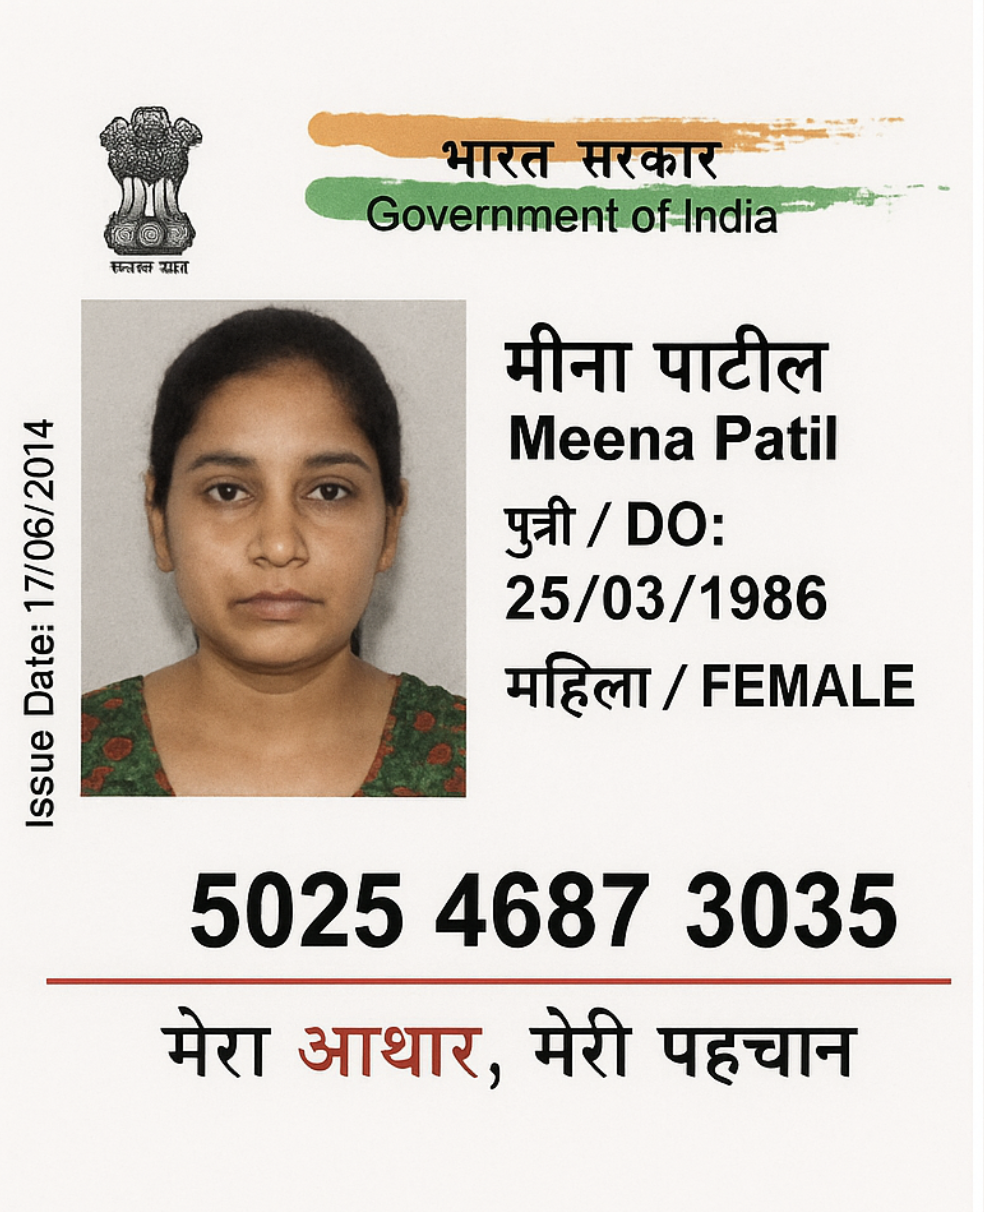 भारत सरकार
Government of India
मीना पाटील
Meena Patil
पुत्री / DO:
25/03/1986
महिला / FEMALE
Issue Date: 17/06/2014
5025 4687 3035
मेरा आधार, मेरी पहचान